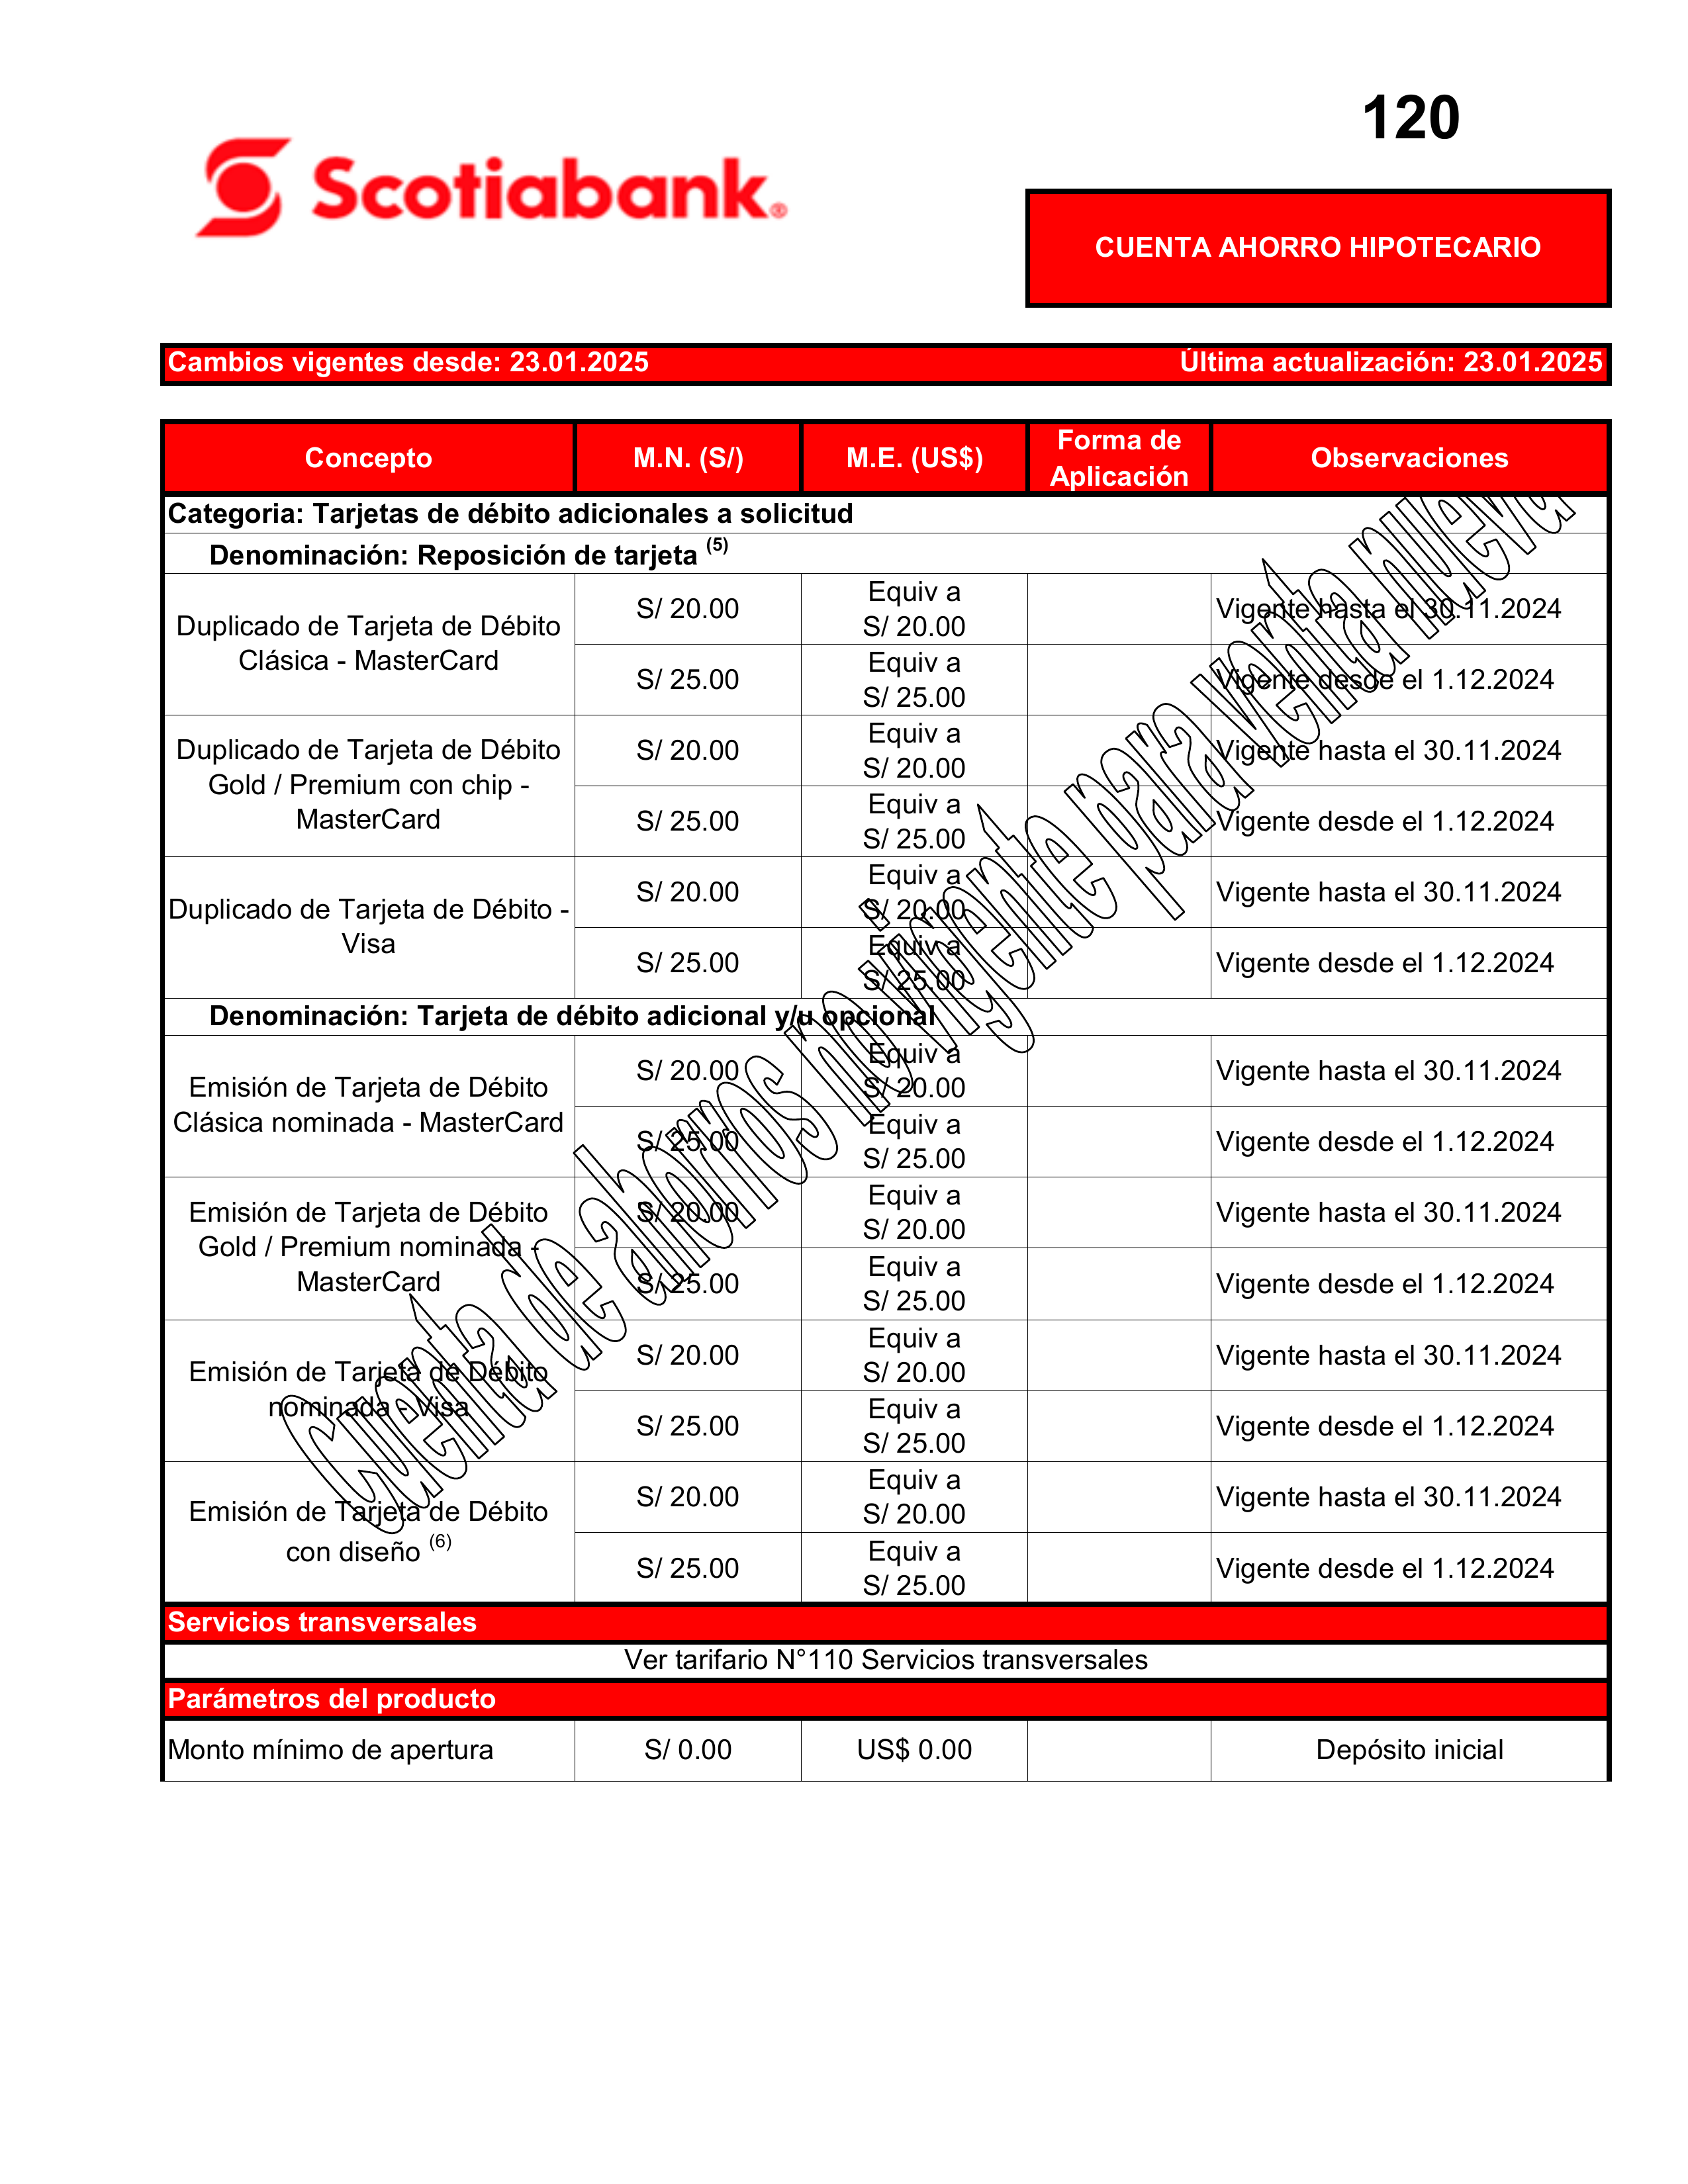 120
Scotiabank®
CUENTA AHORRO HIPOTECARIO
Cambios vigentes desde: 23.01.2025 Última actualización: 23.01.2025
Concepto M.N. (S/) M.E. (US$) Forma de Aplicación Observaciones
Categoria: Tarjetas de débito adicionales a solicitud
Denominación: Reposición de tarjeta (5)
Duplicado de Tarjeta de Débito
Clásica - MasterCard
S/ 20.00 Equiv a S/ 20.00 Vigente hasta el 30.11.2024
S/ 25.00 Equiv a S/ 25.00 Vigente desde el 1.12.2024
Duplicado de Tarjeta de Débito
Gold / Premium con chip -
MasterCard
S/ 20.00 Equiv a S/ 20.00 Vigente hasta el 30.11.2024
S/ 25.00 Equiv a S/ 25.00 Vigente desde el 1.12.2024
Duplicado de Tarjeta de Débito -
Visa
S/ 20.00 Equiv a S/ 20.00 Vigente hasta el 30.11.2024
S/ 25.00 Equiv a S/ 25.00 Vigente desde el 1.12.2024
Denominación: Tarjeta de débito adicional y/u opcional
Emisión de Tarjeta de Débito
Clásica nominada - MasterCard
S/ 20.00 Equiv a S/ 20.00 Vigente hasta el 30.11.2024
S/ 25.00 Equiv a S/ 25.00 Vigente desde el 1.12.2024
Emisión de Tarjeta de Débito
Gold / Premium nominada -
MasterCard
S/ 20.00 Equiv a S/ 20.00 Vigente hasta el 30.11.2024
S/ 25.00 Equiv a S/ 25.00 Vigente desde el 1.12.2024
Emisión de Tarjeta de Débito
nominada - Visa
S/ 20.00 Equiv a S/ 20.00 Vigente hasta el 30.11.2024
S/ 25.00 Equiv a S/ 25.00 Vigente desde el 1.12.2024
Emisión de Tarjeta de Débito
con diseño (6)
S/ 20.00 Equiv a S/ 20.00 Vigente hasta el 30.11.2024
S/ 25.00 Equiv a S/ 25.00 Vigente desde el 1.12.2024
Servicios transversales
Ver tarifario N°110 Servicios transversales
Parámetros del producto
Monto mínimo de apertura S/ 0.00 US$ 0.00 Depósito inicial
Cuenta de ahorros no vigente para venta nueva